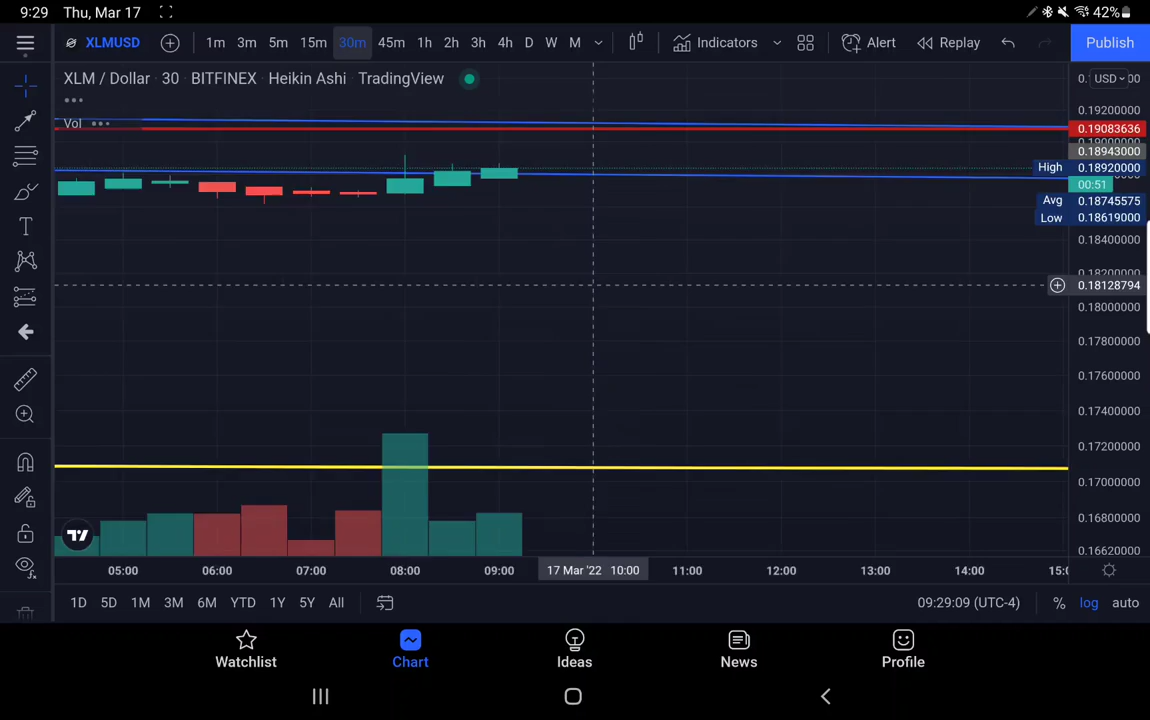 9:29 Thu, Mar 17 42%
XLMUSD 1m 3m 5m 15m 30m 45m 1h 2h 3h 4h D W M Indicators Alert Replay Publish
XLM / Dollar · 30 · BITFINEX · Heikin Ashi · TradingView
USD
Vol
0.19200000
0.19083636
0.18943000
High 0.18920000
00:51
Avg 0.18745575
Low 0.18619000
0.18400000
0.18200000
0.18128794
0.18000000
0.17800000
0.17600000
0.17400000
0.17200000
0.17000000
0.16800000
0.16620000
05:00 06:00 07:00 08:00 09:00 17 Mar '22 10:00 11:00 12:00 13:00 14:00
1D 5D 1M 3M 6M YTD 1Y 5Y All 09:29:09 (UTC-4) % log auto
Watchlist Chart Ideas News Profile